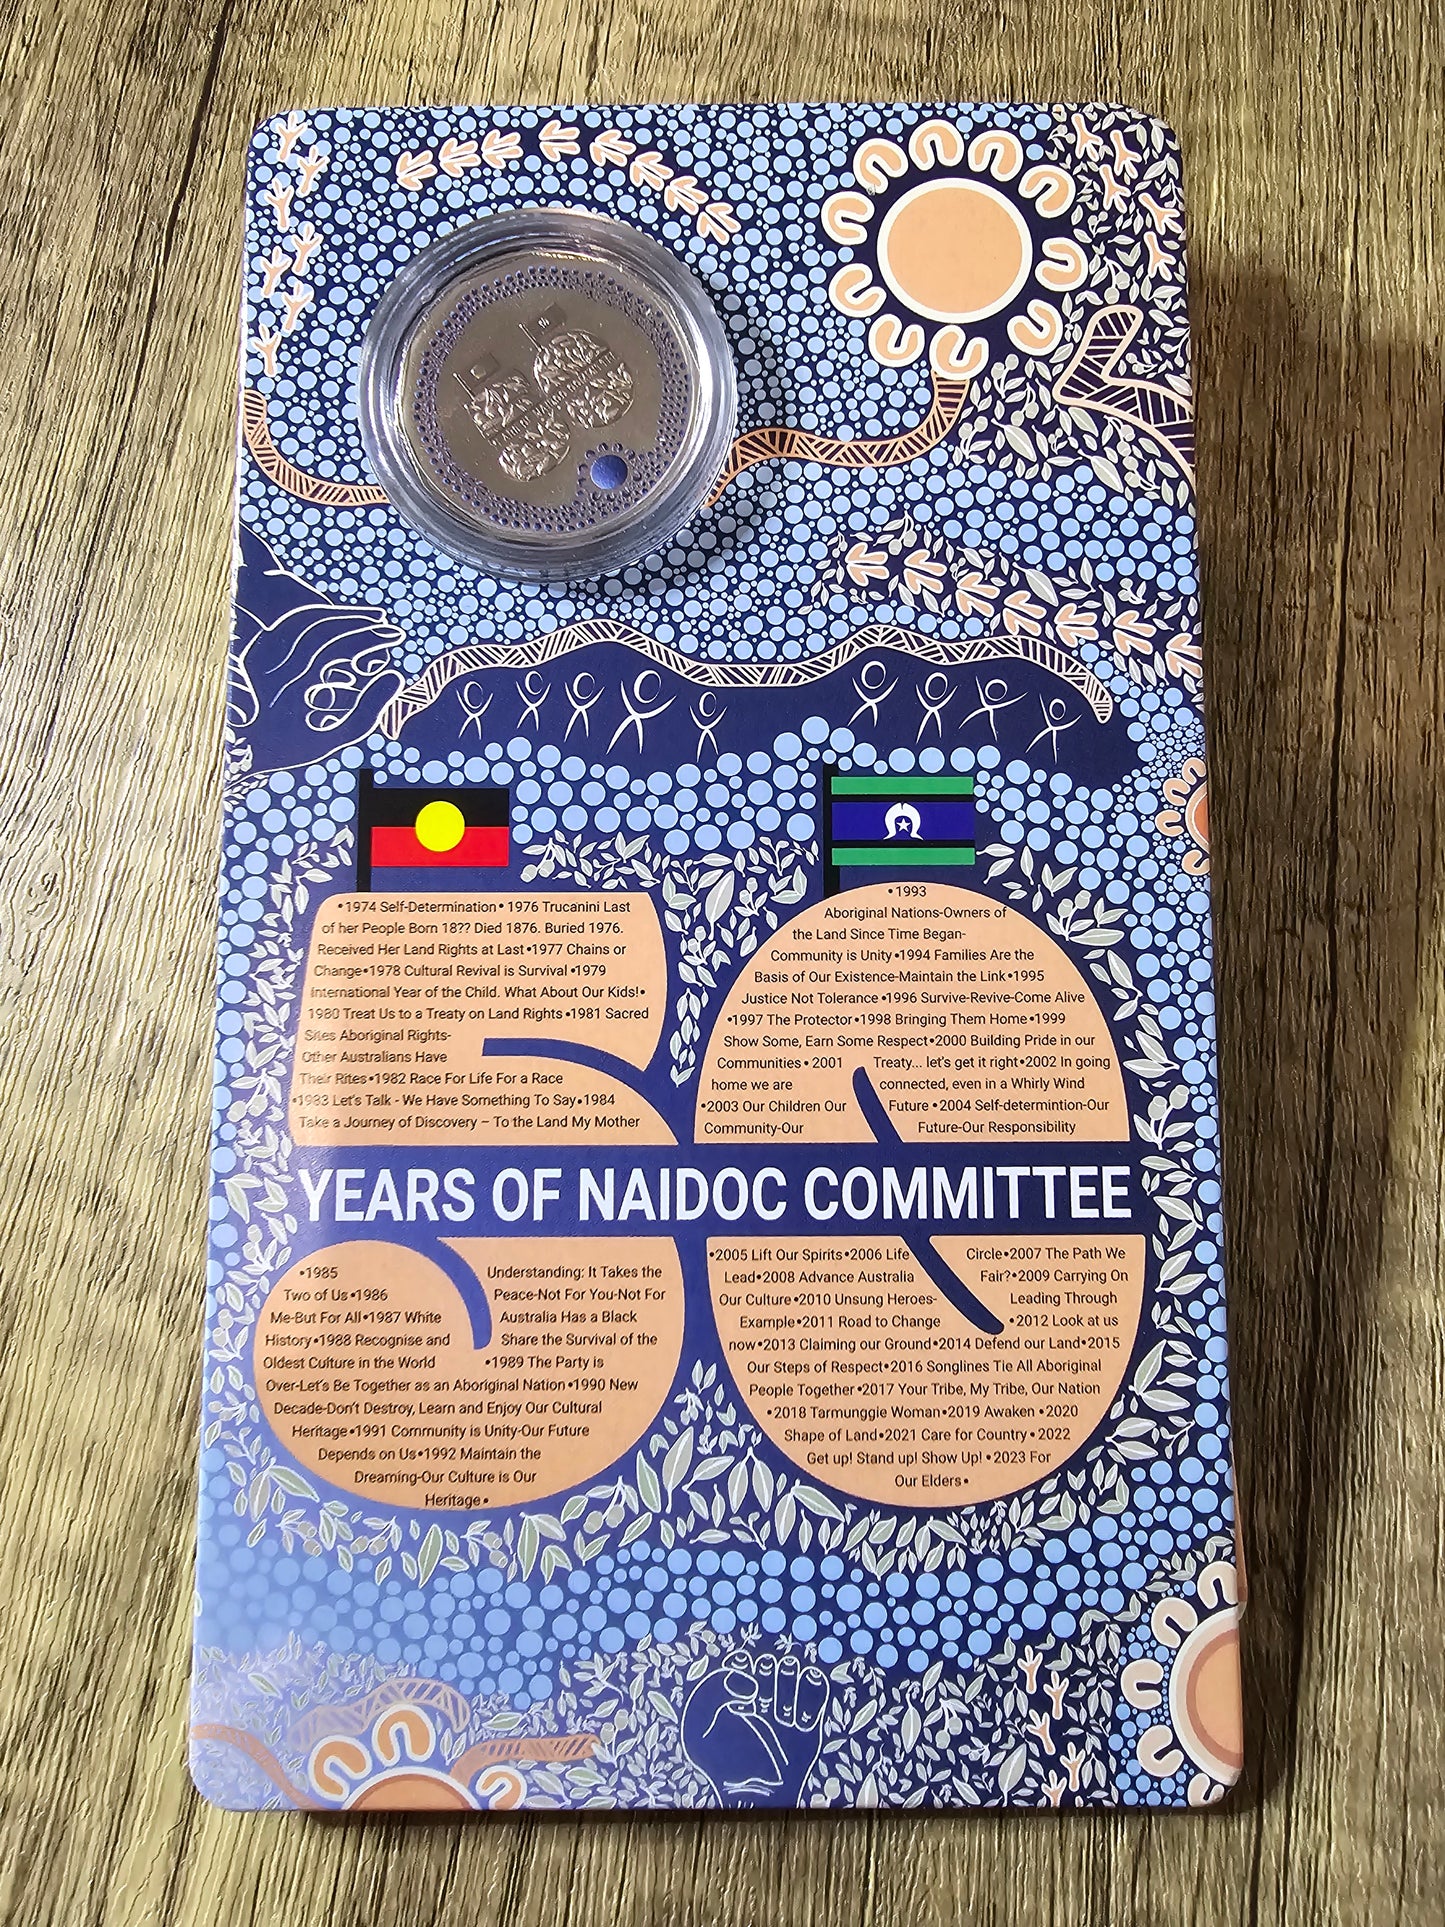 •1974 Self-Determination• 1976 Trucanini Last
of her People Born 18?? Died 1876. Buried 1976.
Received Her Land Rights at Last •1977 Chains or
Change•1978 Cultural Revival is Survival •1979
International Year of the Child. What About Our Kids!•
1980 Treat Us to a Treaty on Land Rights •1981 Sacred
Sites Aboriginal Rights-
Other Australians Have
Their Rites•1982 Race For Life For a Race
•1983 Let's Talk - We Have Something To Say•1984
Take a Journey of Discovery – To the Land My Mother
•1993
Aboriginal Nations-Owners of
the Land Since Time Began-
Community is Unity •1994 Families Are the
Basis of Our Existence-Maintain the Link •1995
Justice Not Tolerance •1996 Survive-Revive-Come Alive
•1997 The Protector•1998 Bringing Them Home •1999
Show Some, Earn Some Respect•2000 Building Pride in our
Communities • 2001 Treaty... let's get it right•2002 In going
home we are connected, even in a Whirly Wind
•2003 Our Children Our Future •2004 Self-determintion-Our
Community-Our Future-Our Responsibility
YEARS OF NAIDOC COMMITTEE
•1985 Understanding: It Takes the
Two of Us •1986 Peace-Not For You-Not For
Me-But For All•1987 White Australia Has a Black
History•1988 Recognise and Share the Survival of the
Oldest Culture in the World •1989 The Party is
Over-Let's Be Together as an Aboriginal Nation •1990 New
Decade-Don't Destroy, Learn and Enjoy Our Cultural
Heritage•1991 Community is Unity-Our Future
Depends on Us•1992 Maintain the
Dreaming-Our Culture is Our
Heritage•
•2005 Lift Our Spirits•2006 Life Circle•2007 The Path We
Lead•2008 Advance Australia Fair?•2009 Carrying On
Our Culture •2010 Unsung Heroes- Leading Through
Example•2011 Road to Change •2012 Look at us
now•2013 Claiming our Ground•2014 Defend our Land•2015
Our Steps of Respect•2016 Songlines Tie All Aboriginal
People Together •2017 Your Tribe, My Tribe, Our Nation
•2018 Tarmunggie Woman•2019 Awaken •2020
Shape of Land•2021 Care for Country • 2022
Get up! Stand up! Show Up! •2023 For
Our Elders•